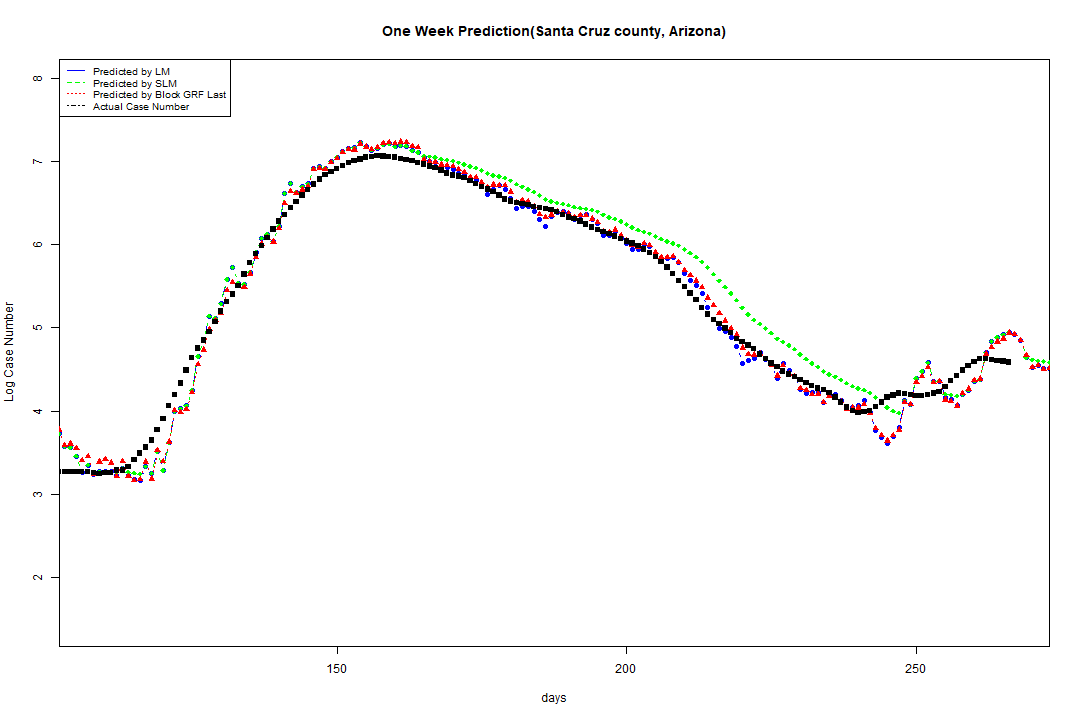 One Week Prediction(Santa Cruz county, Arizona)
Predicted by LM
Predicted by SLM
Predicted by Block GRF Last
Actual Case Number
8
7
6
5
4
3
2
Log Case Number
150
200
250
days